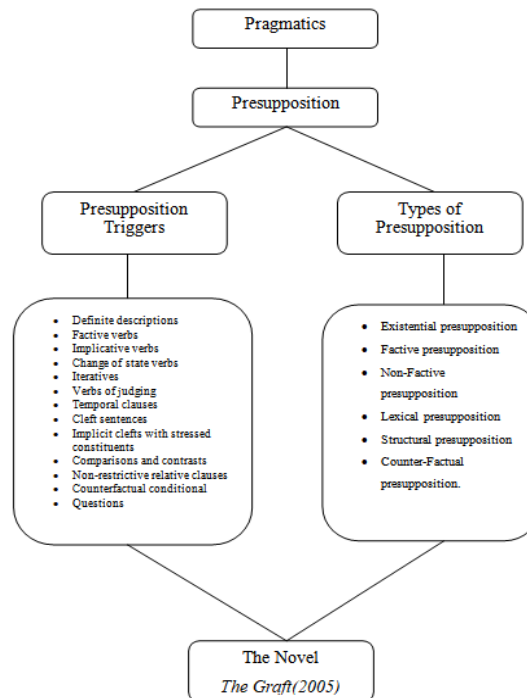 Pragmatics
Presupposition
Presupposition
Triggers
Types of
Presupposition
Definite descriptions
Factive verbs
Implicative verbs
Change of state verbs
Iteratives
Verbs of judging
Temporal clauses
Cleft sentences
Implicit clefts with stressed
constituents
Comparisons and contrasts
Non-restrictive relative clauses
Counterfactual conditional
Questions
Existential presupposition
Factive presupposition
Non-Factive
presupposition
Lexical presupposition
Structural presupposition
Counter-Factual
presupposition.
The Novel
The Graft(2005)